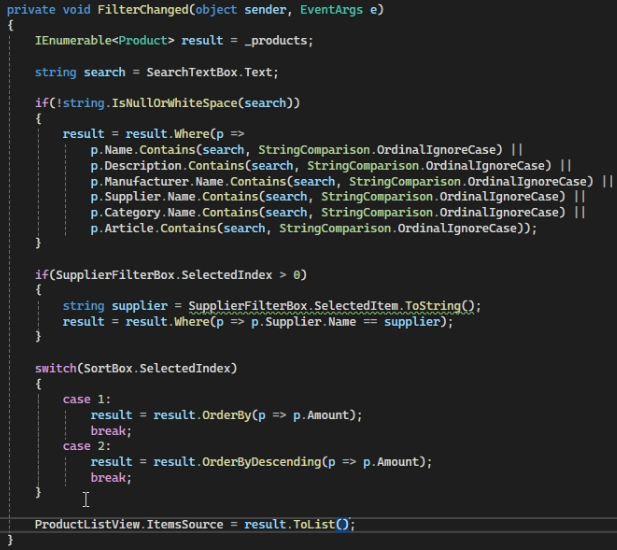 private void FilterChanged(object sender, EventArgs e)
{
    IEnumerable<Product> result = _products;

    string search = SearchTextBox.Text;

    if(!string.IsNullOrWhiteSpace(search))
    {
        result = result.Where(p =>
            p.Name.Contains(search, StringComparison.OrdinalIgnoreCase) ||
            p.Description.Contains(search, StringComparison.OrdinalIgnoreCase) ||
            p.Manufacturer.Name.Contains(search, StringComparison.OrdinalIgnoreCase) ||
            p.Supplier.Name.Contains(search, StringComparison.OrdinalIgnoreCase) ||
            p.Category.Name.Contains(search, StringComparison.OrdinalIgnoreCase) ||
            p.Article.Contains(search, StringComparison.OrdinalIgnoreCase));
    }

    if(SupplierFilterBox.SelectedIndex > 0)
    {
        string supplier = SupplierFilterBox.SelectedItem.ToString();
        result = result.Where(p => p.Supplier.Name == supplier);
    }

    switch(SortBox.SelectedIndex)
    {
        case 1:
            result = result.OrderBy(p => p.Amount);
            break;
        case 2:
            result = result.OrderByDescending(p => p.Amount);
            break;
    }

    ProductListView.ItemsSource = result.ToList();
}